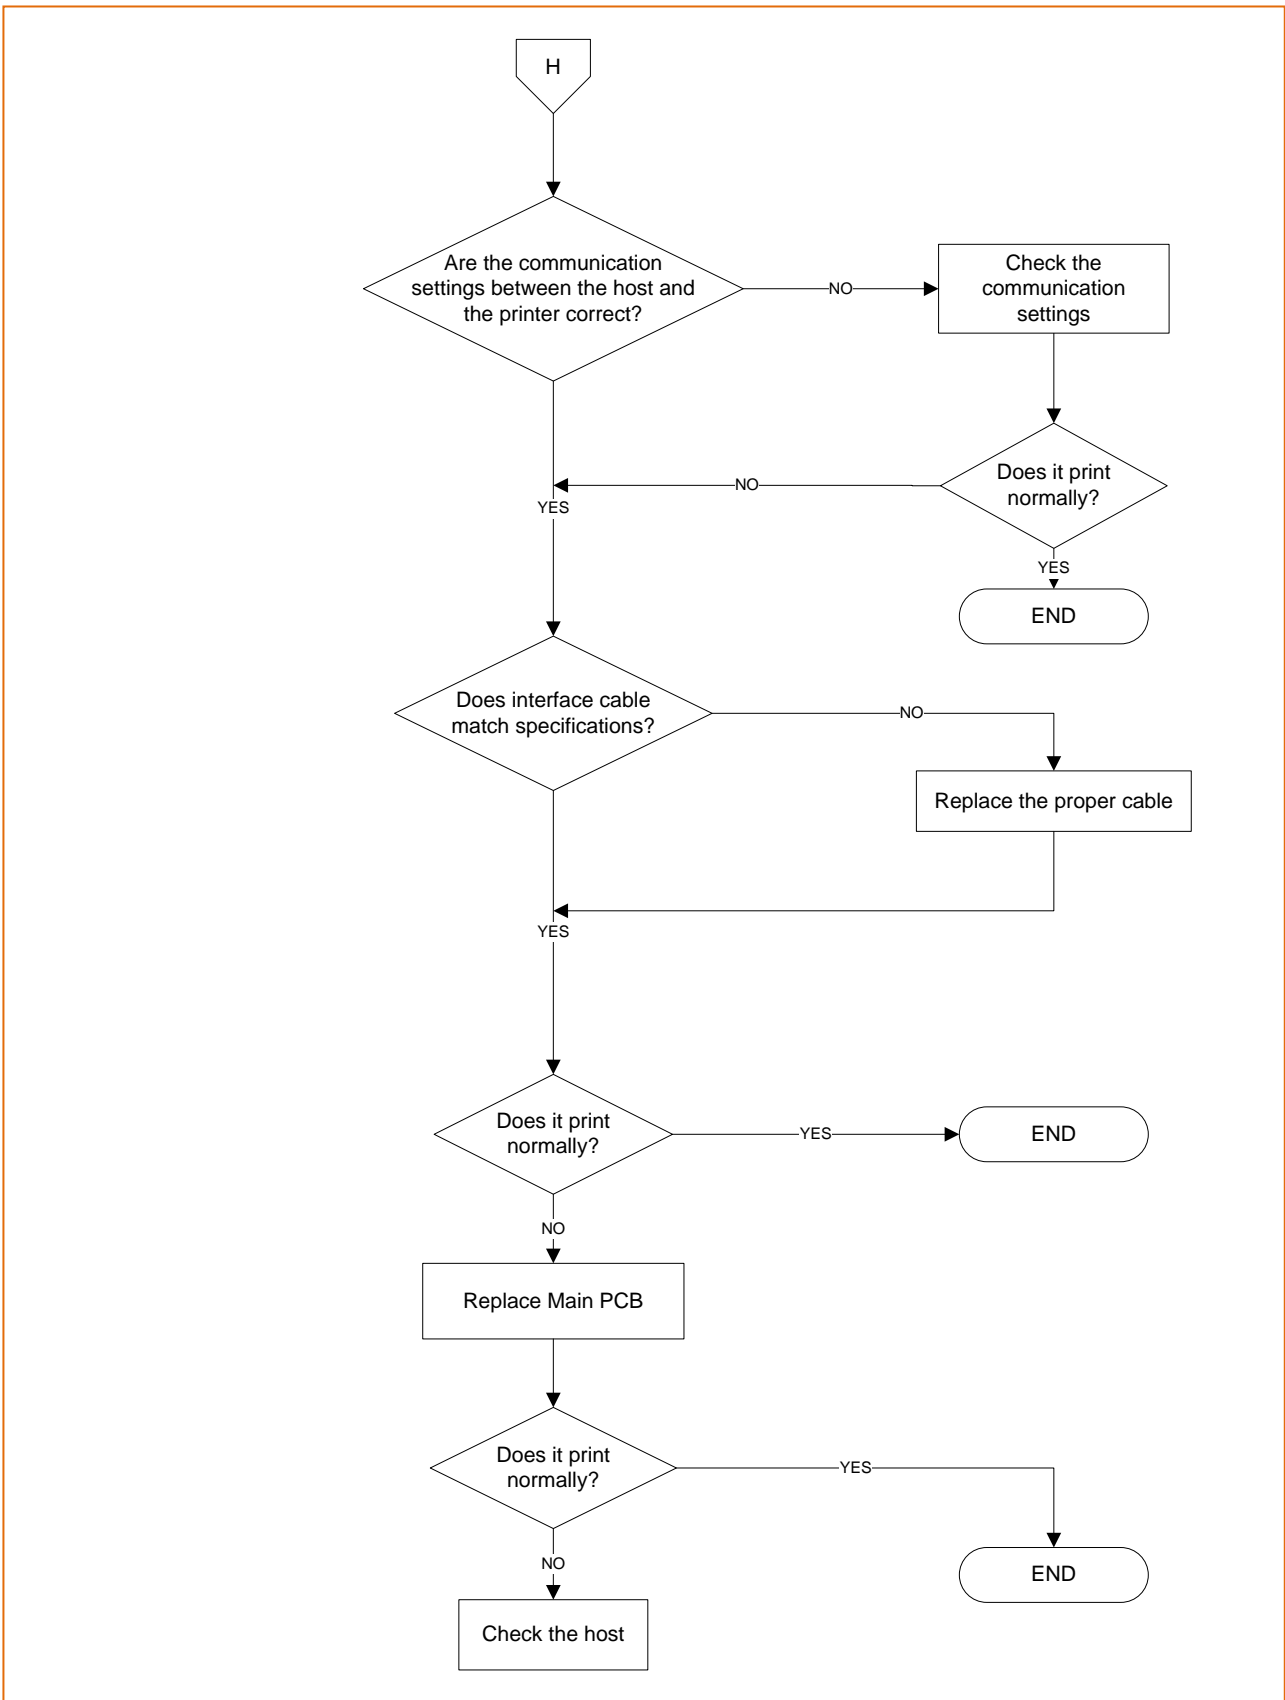 H
Are the communication
settings between the host and
the printer correct?
NO
Check the
communication
settings
Does it print
normally?
NO
YES
YES
END
Does interface cable
match specifications?
NO
Replace the proper cable
YES
Does it print
normally?
YES
END
NO
Replace Main PCB
Does it print
normally?
YES
NO
END
Check the host